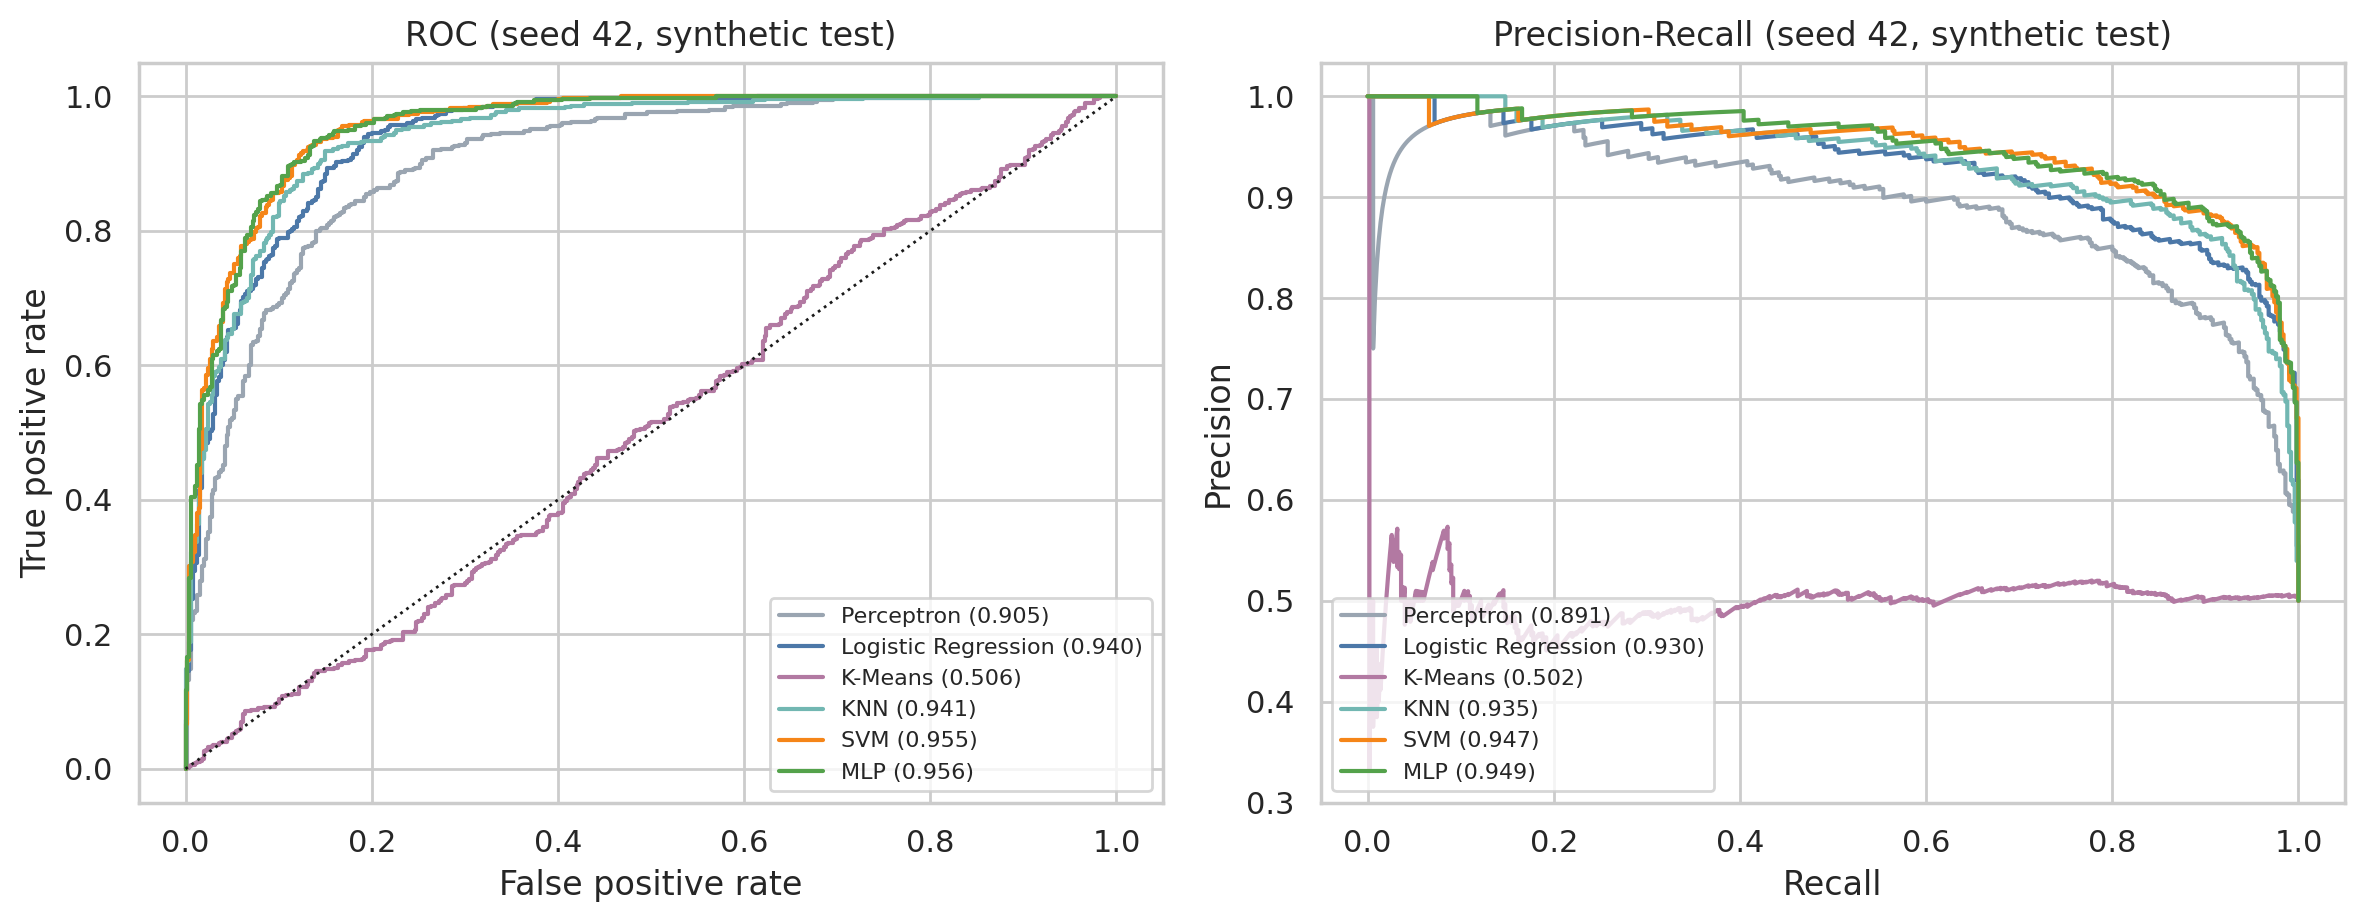 ROC (seed 42, synthetic test)
True positive rate
1.0
0.8
0.6
0.4
0.2
0.0
Perceptron (0.905)
Logistic Regression (0.940)
K-Means (0.506)
KNN (0.941)
SVM (0.955)
MLP (0.956)
0.0 0.2 0.4 0.6 0.8 1.0
False positive rate
Precision-Recall (seed 42, synthetic test)
Precision
1.0
0.9
0.8
0.7
0.6
0.5
0.4
0.3
Perceptron (0.891)
Logistic Regression (0.930)
K-Means (0.502)
KNN (0.935)
SVM (0.947)
MLP (0.949)
0.0 0.2 0.4 0.6 0.8 1.0
Recall